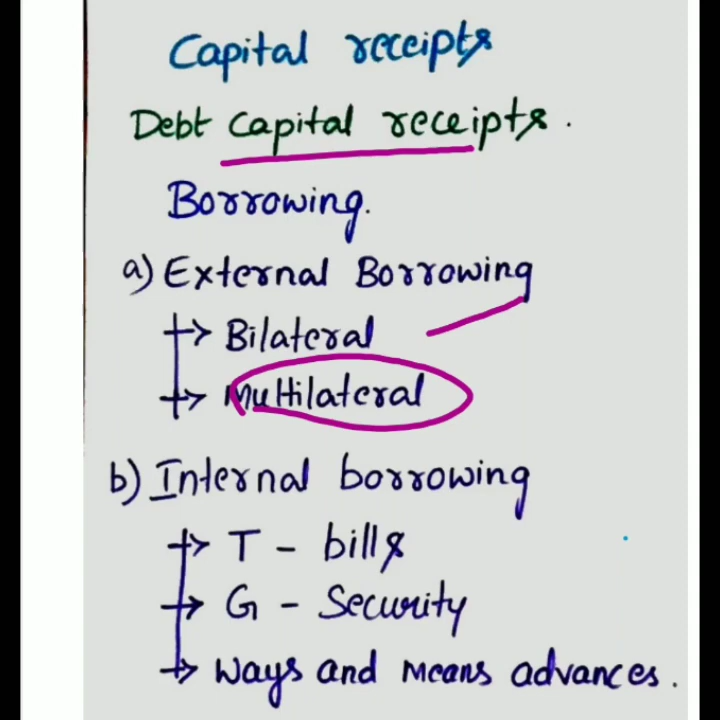 Capital receipts
Debt capital receipts.
Borrowing.
a) External Borrowing
Bilateral
Multilateral
b) Internal borrowing
T - bills
G - Security
Ways and Means advances.